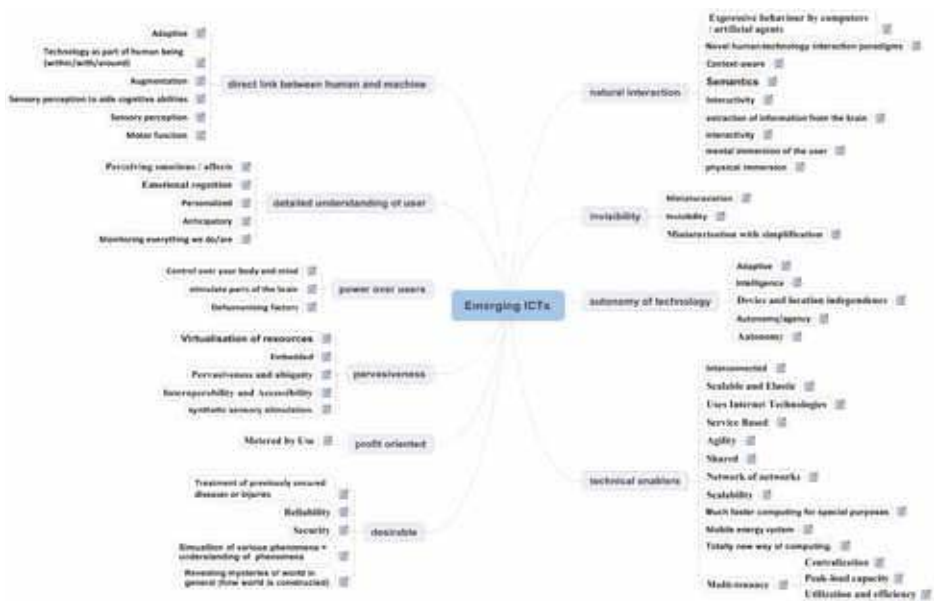 Emerging ICTs
direct link between human and machine
Adaptive
Technology as part of human being
(within/with/around)
Augmentation
Sensory perception to aide cognitive abilities
Sensory perception
Motor function
detailed understanding of user
Perceiving emotions / affects
Emotional cognition
Personalized
Anticipatory
Monitoring everything we do/are
power over users
Control over your body and mind
stimulate parts of the brain
Dehumanising factors
pervasiveness
Virtualisation of resources
Embedded
Pervasiveness and ubiquity
Interoperability and Accessibility
synthetic sensory stimulation
profit oriented
Metered by Use
desirable
Treatment of previously
diseases or injuries
Reliability
Security
of various phenomena =
understanding of phenomena
Revealing mysteries of world in
general (how world is constructed)
natural interaction
Expressive behaviour by computers
/ artificial agents
Novel human-technology interaction paradigms
Context-aware
Semantics
Interactivity
extraction of information from the brain
interactivity
mental immersion of the user
physical immersion
invisibility
Invisibility
Miniaturisation with simplification
autonomy of technology
Adaptive
Intelligence
Device and location independence
Autonomy/agency
Autonomy
technical enablers
Interconnected
Scalable and Elastic
Uses Internet Technologies
Service Based
Agility
Shared
Network of networks
Scalability
Much faster computing for special purposes
Mobile energy system
Totally new way of computing
Multi-tenancy
Centralization
Peak-load capacity
Utilization and efficiency